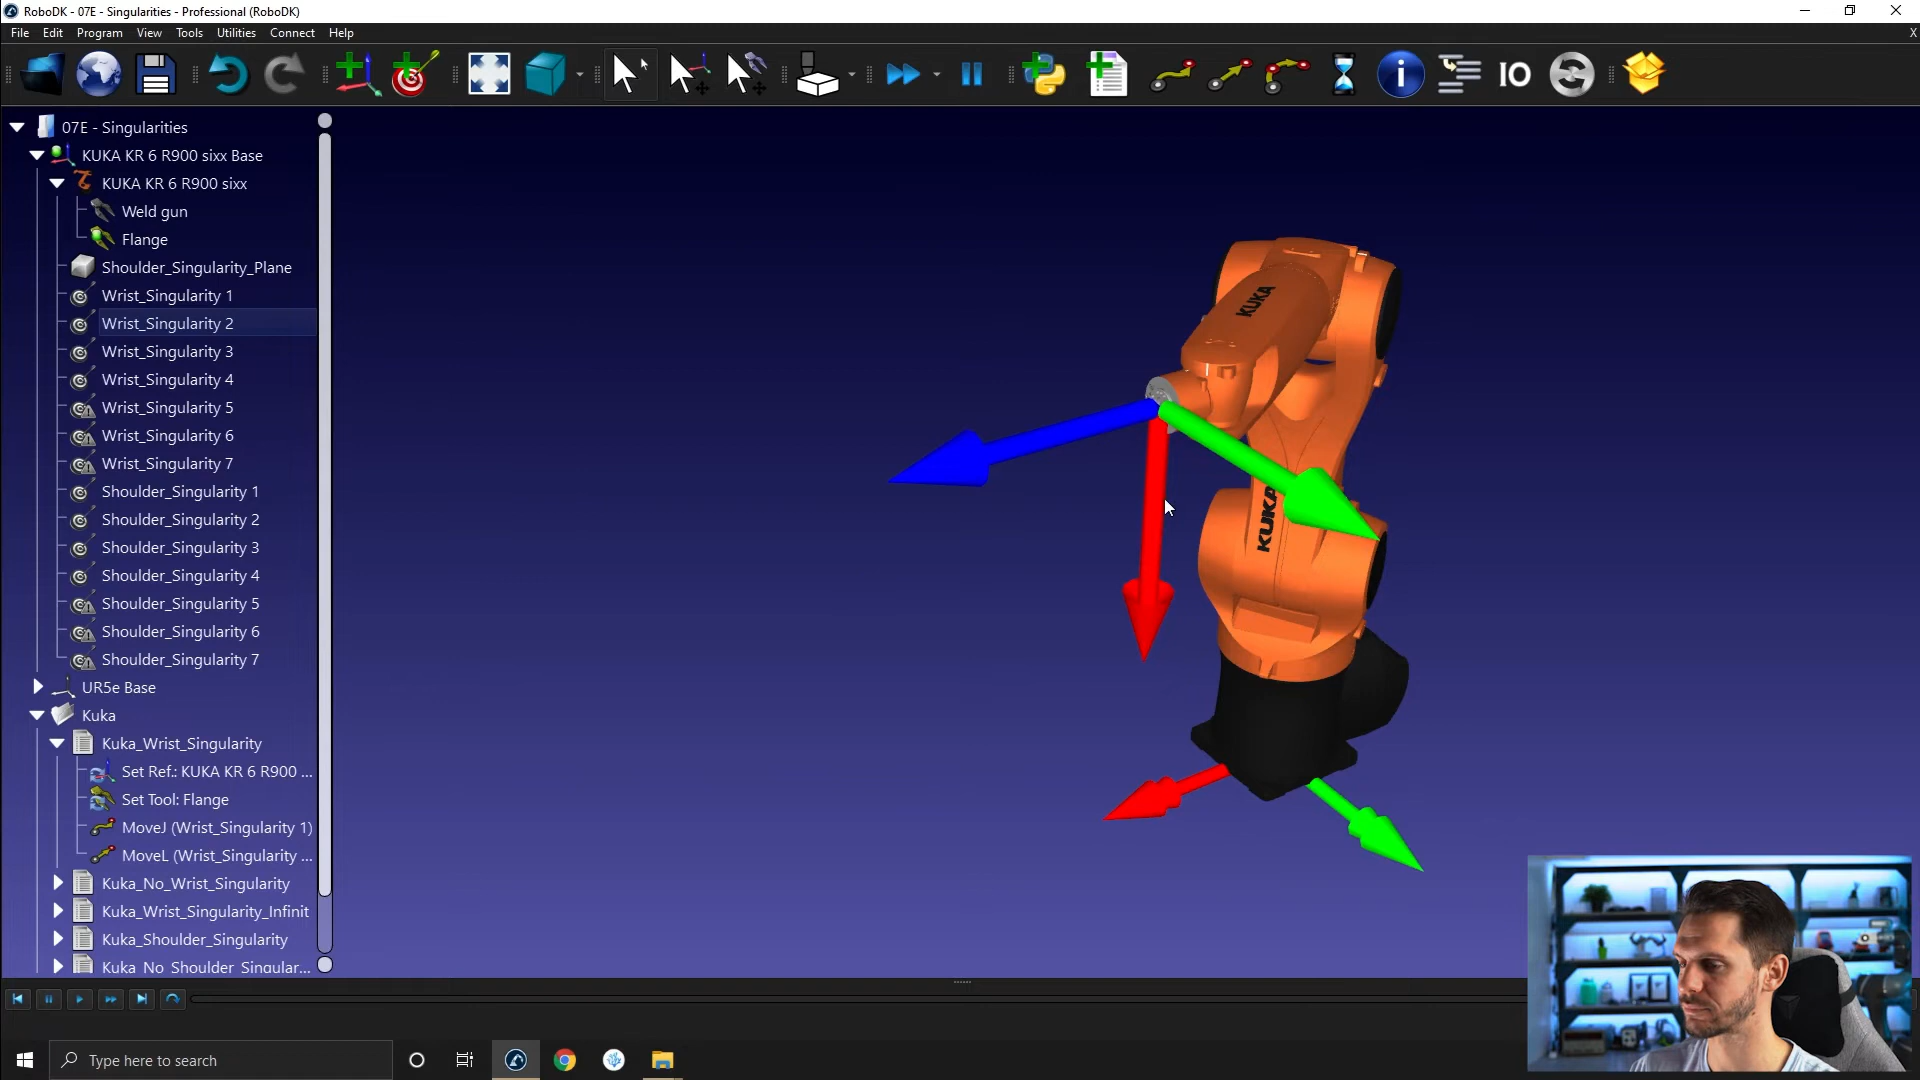 RoboDK - 07E - Singularities - Professional (RoboDK)
File Edit Program View Tools Utilities Connect Help
X
IO
07E - Singularities
KUKA KR 6 R900 sixx Base
KUKA KR 6 R900 sixx
Weld gun
Flange
Shoulder_Singularity_Plane
Wrist_Singularity 1
Wrist_Singularity 2
Wrist_Singularity 3
Wrist_Singularity 4
Wrist_Singularity 5
Wrist_Singularity 6
Wrist_Singularity 7
Shoulder_Singularity 1
Shoulder_Singularity 2
Shoulder_Singularity 3
Shoulder_Singularity 4
Shoulder_Singularity 5
Shoulder_Singularity 6
Shoulder_Singularity 7
UR5e Base
Kuka
Kuka_Wrist_Singularity
Set Ref.: KUKA KR 6 R900 ...
Set Tool: Flange
MoveJ (Wrist_Singularity 1)
MoveL (Wrist_Singularity ...
Kuka_No_Wrist_Singularity
Kuka_Wrist_Singularity_Infinit
Kuka_Shoulder_Singularity
Kuka_No_Shoulder_Singular...
KUKA
KUKA
Type here to search